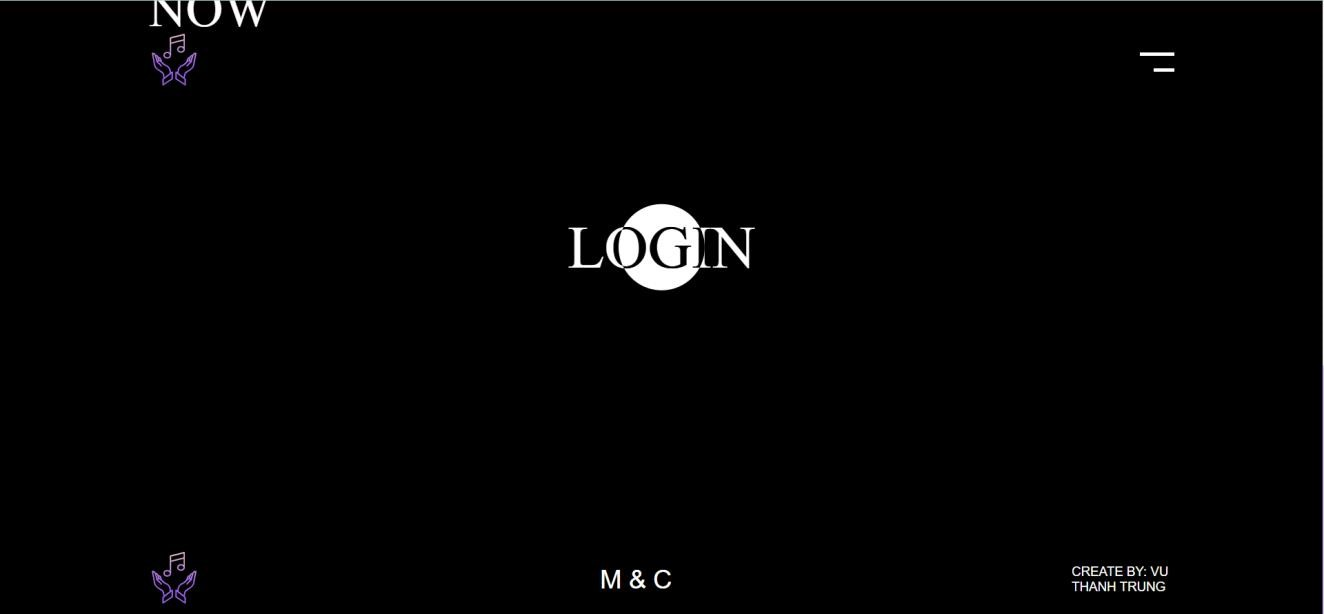 NOW
LOGIN
M & C
CREATE BY: VU
THANH TRUNG